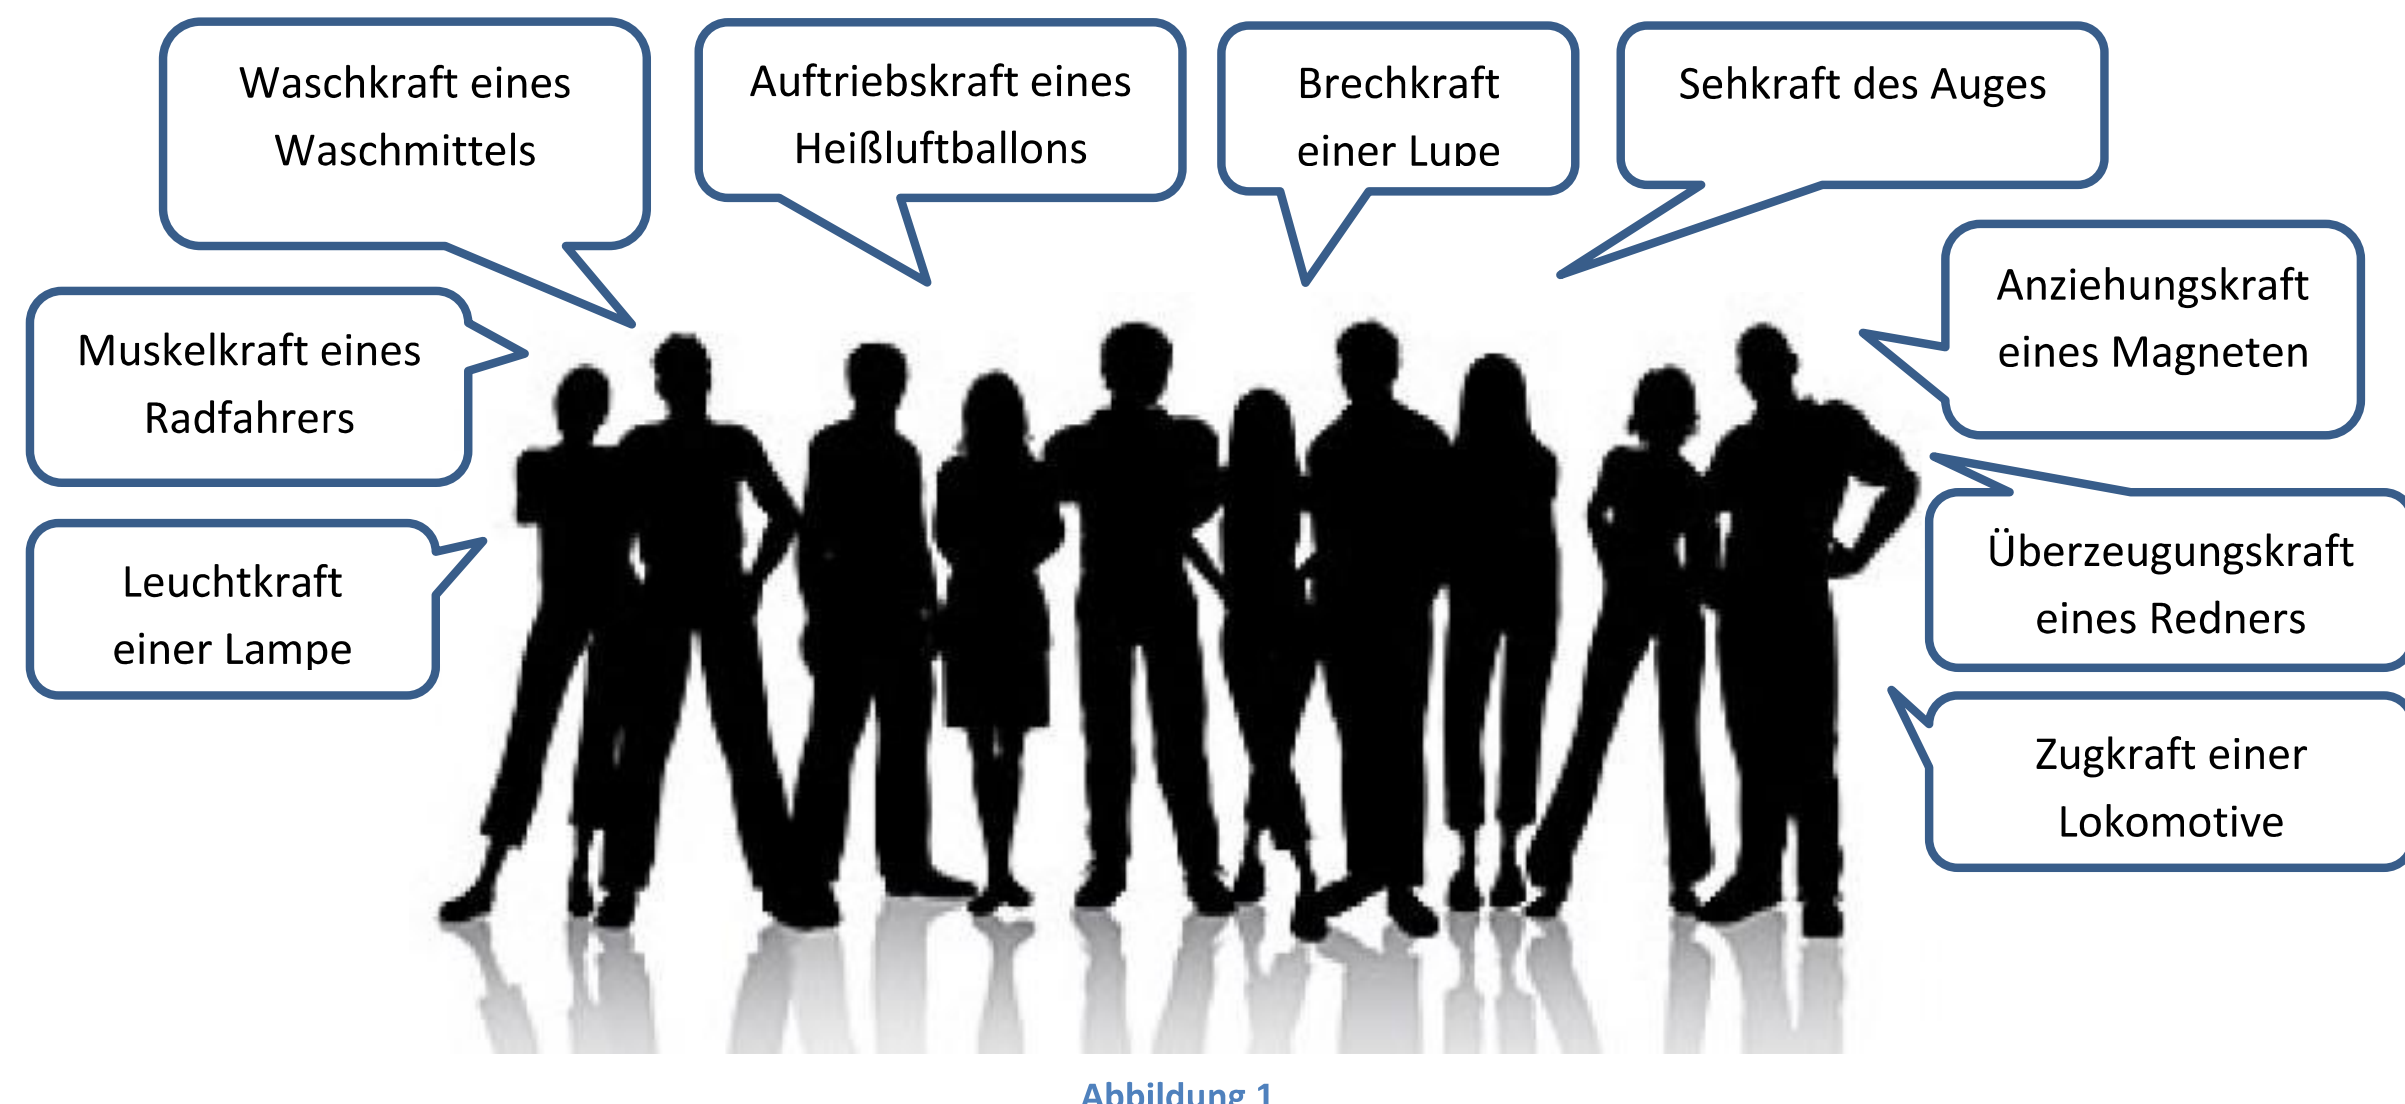 Waschkraft eines
Waschmittels
Auftriebskraft eines
Heißluftballons
Brechkraft
einer Lupe
Sehkraft des Auges
Anziehungskraft
eines Magneten
Muskelkraft eines
Radfahrers
Überzeugungskraft
eines Redners
Leuchtkraft
einer Lampe
Zugkraft einer
Lokomotive
Abbildung 1